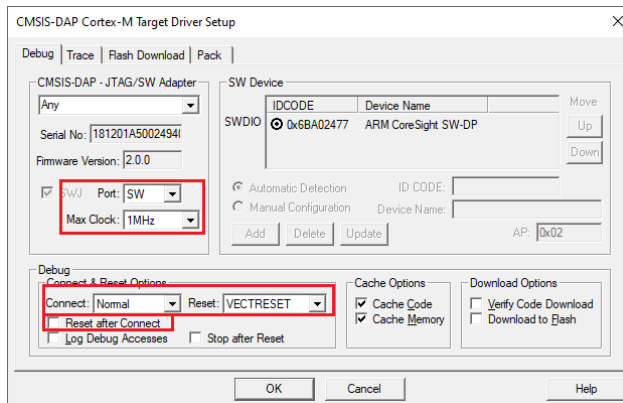 CMSIS-DAP Cortex-M Target Driver Setup
Debug Trace Flash Download Pack
CMSIS-DAP - JTAG/SW Adapter
Any
Serial No: 181201A5002494(
Firmware Version: 2.0.0
SWJ Port: SW
Max Clock: 1MHz
SW Device
IDCODE Device Name
SWDIO 0x6BA02477 ARM CoreSight SW-DP
Move
Up
Down
Automatic Detection ID CODE:
Manual Configuration Device Name:
Add Delete Update AP: 0x02
Debug
Connect & Reset Options
Connect: Normal Reset: VECTRESET
Reset after Connect
Log Debug Accesses Stop after Reset
Cache Options
Cache Code
Cache Memory
Download Options
Verify Code Download
Download to Flash
OK Cancel Help